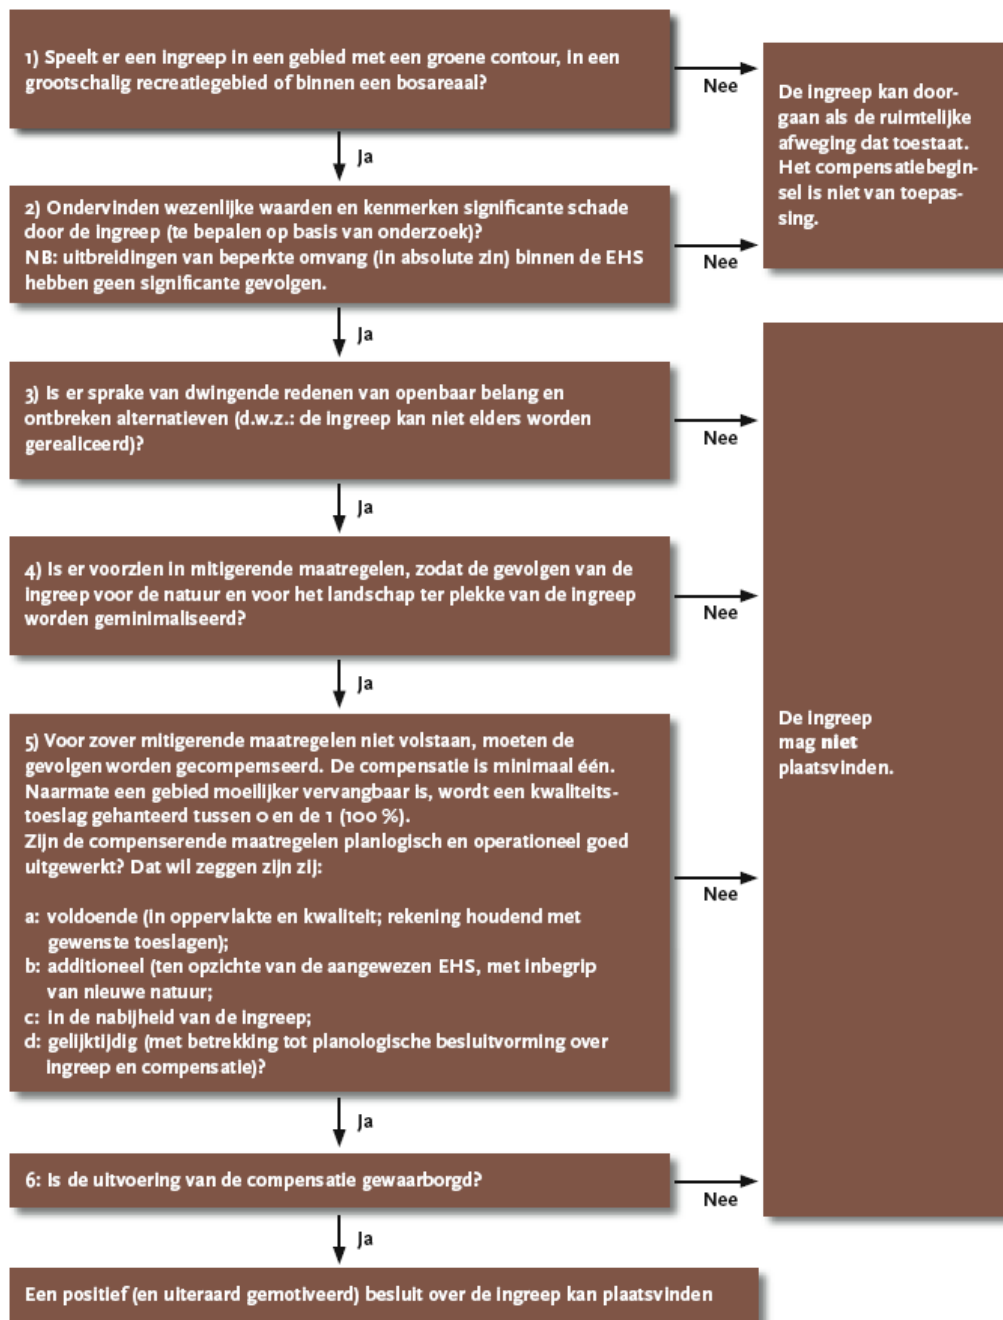 1) Speelt er een ingreep in een gebied met een groene contour, in een
grootschalig recreatiegebied of binnen een bosareaal?
Nee
De ingreep kan door-
gaan als de ruimtelijke
afweging dat toestaat.
Het compensatiebegin-
sel is niet van toepas-
sing.
Ja
2) Ondervinden wezenlijke waarden en kenmerken significante schade
door de ingreep (te bepalen op basis van onderzoek)?
NB: uitbreidingen van beperkte omvang (in absolute zin) binnen de EHS
hebben geen significante gevolgen.
Nee
Ja
3) Is er sprake van dwingende redenen van openbaar belang en
ontbreken alternatieven (d.w.z.: de ingreep kan niet elders worden
gerealiceerd)?
Nee
Ja
4) Is er voorzien in mitigerende maatregelen, zodat de gevolgen van de
ingreep voor de natuur en voor het landschap ter plekke van de ingreep
worden geminimaliseerd?
Nee
Ja
5) Voor zover mitigerende maatregelen niet volstaan, moeten de
gevolgen worden gecompemseerd. De compensatie is minimaal één.
Naarmate een gebied moeilijker vervangbaar is, wordt een kwaliteits-
toeslag gehanteerd tussen 0 en de 1 (100 %).
Zijn de compenserende maatregelen planlogisch en operationeel goed
uitgewerkt? Dat wil zeggen zijn zij:
a: voldoende (in oppervlakte en kwaliteit; rekening houdend met
gewenste toeslagen);
b: additioneel (ten opzichte van de aangewezen EHS, met inbegrip
van nieuwe natuur;
c: in de nabijheid van de ingreep;
d: gelijktijdig (met betrekking tot planologische besluitvorming over
ingreep en compensatie)?
Nee
De ingreep
mag niet
plaatsvinden.
Ja
6: Is de uitvoering van de compensatie gewaarborgd?
Nee
Ja
Een positief (en uiteraard gemotiveerd) besluit over de ingreep kan plaatsvinden